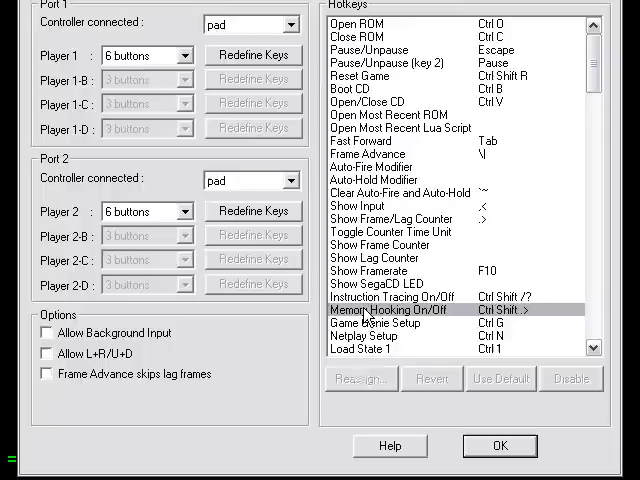 Port 1
Controller connected : pad
Player 1 : 6 buttons Redefine Keys
Player 1-B : 3 buttons Redefine Keys
Player 1-C : 3 buttons Redefine Keys
Player 1-D : 3 buttons Redefine Keys
Port 2
Controller connected : pad
Player 2 : 6 buttons Redefine Keys
Player 2-B : 3 buttons Redefine Keys
Player 2-C : 3 buttons Redefine Keys
Player 2-D : 3 buttons Redefine Keys
Options
Allow Background Input
Allow L+R/U+D
Frame Advance skips lag frames
Hotkeys
Open ROM Ctrl O
Close ROM Ctrl C
Pause/Unpause Escape
Pause/Unpause (key 2) Pause
Reset Game Ctrl Shift R
Boot CD Ctrl B
Open/Close CD Ctrl V
Open Most Recent ROM
Open Most Recent Lua Script
Fast Forward Tab
Frame Advance \|
Auto-Fire Modifier
Auto-Hold Modifier
Clear Auto-Fire and Auto-Hold `~
Show Input ,<
Show Frame/Lag Counter .>
Toggle Counter Time Unit
Show Frame Counter
Show Lag Counter
Show Framerate F10
Show SegaCD LED
Instruction Tracing On/Off Ctrl Shift /?
Memory Hooking On/Off Ctrl Shift .>
Game Genie Setup Ctrl G
Netplay Setup Ctrl N
Load State 1 Ctrl 1
Reassign... Revert Use Default Disable
Help OK
=